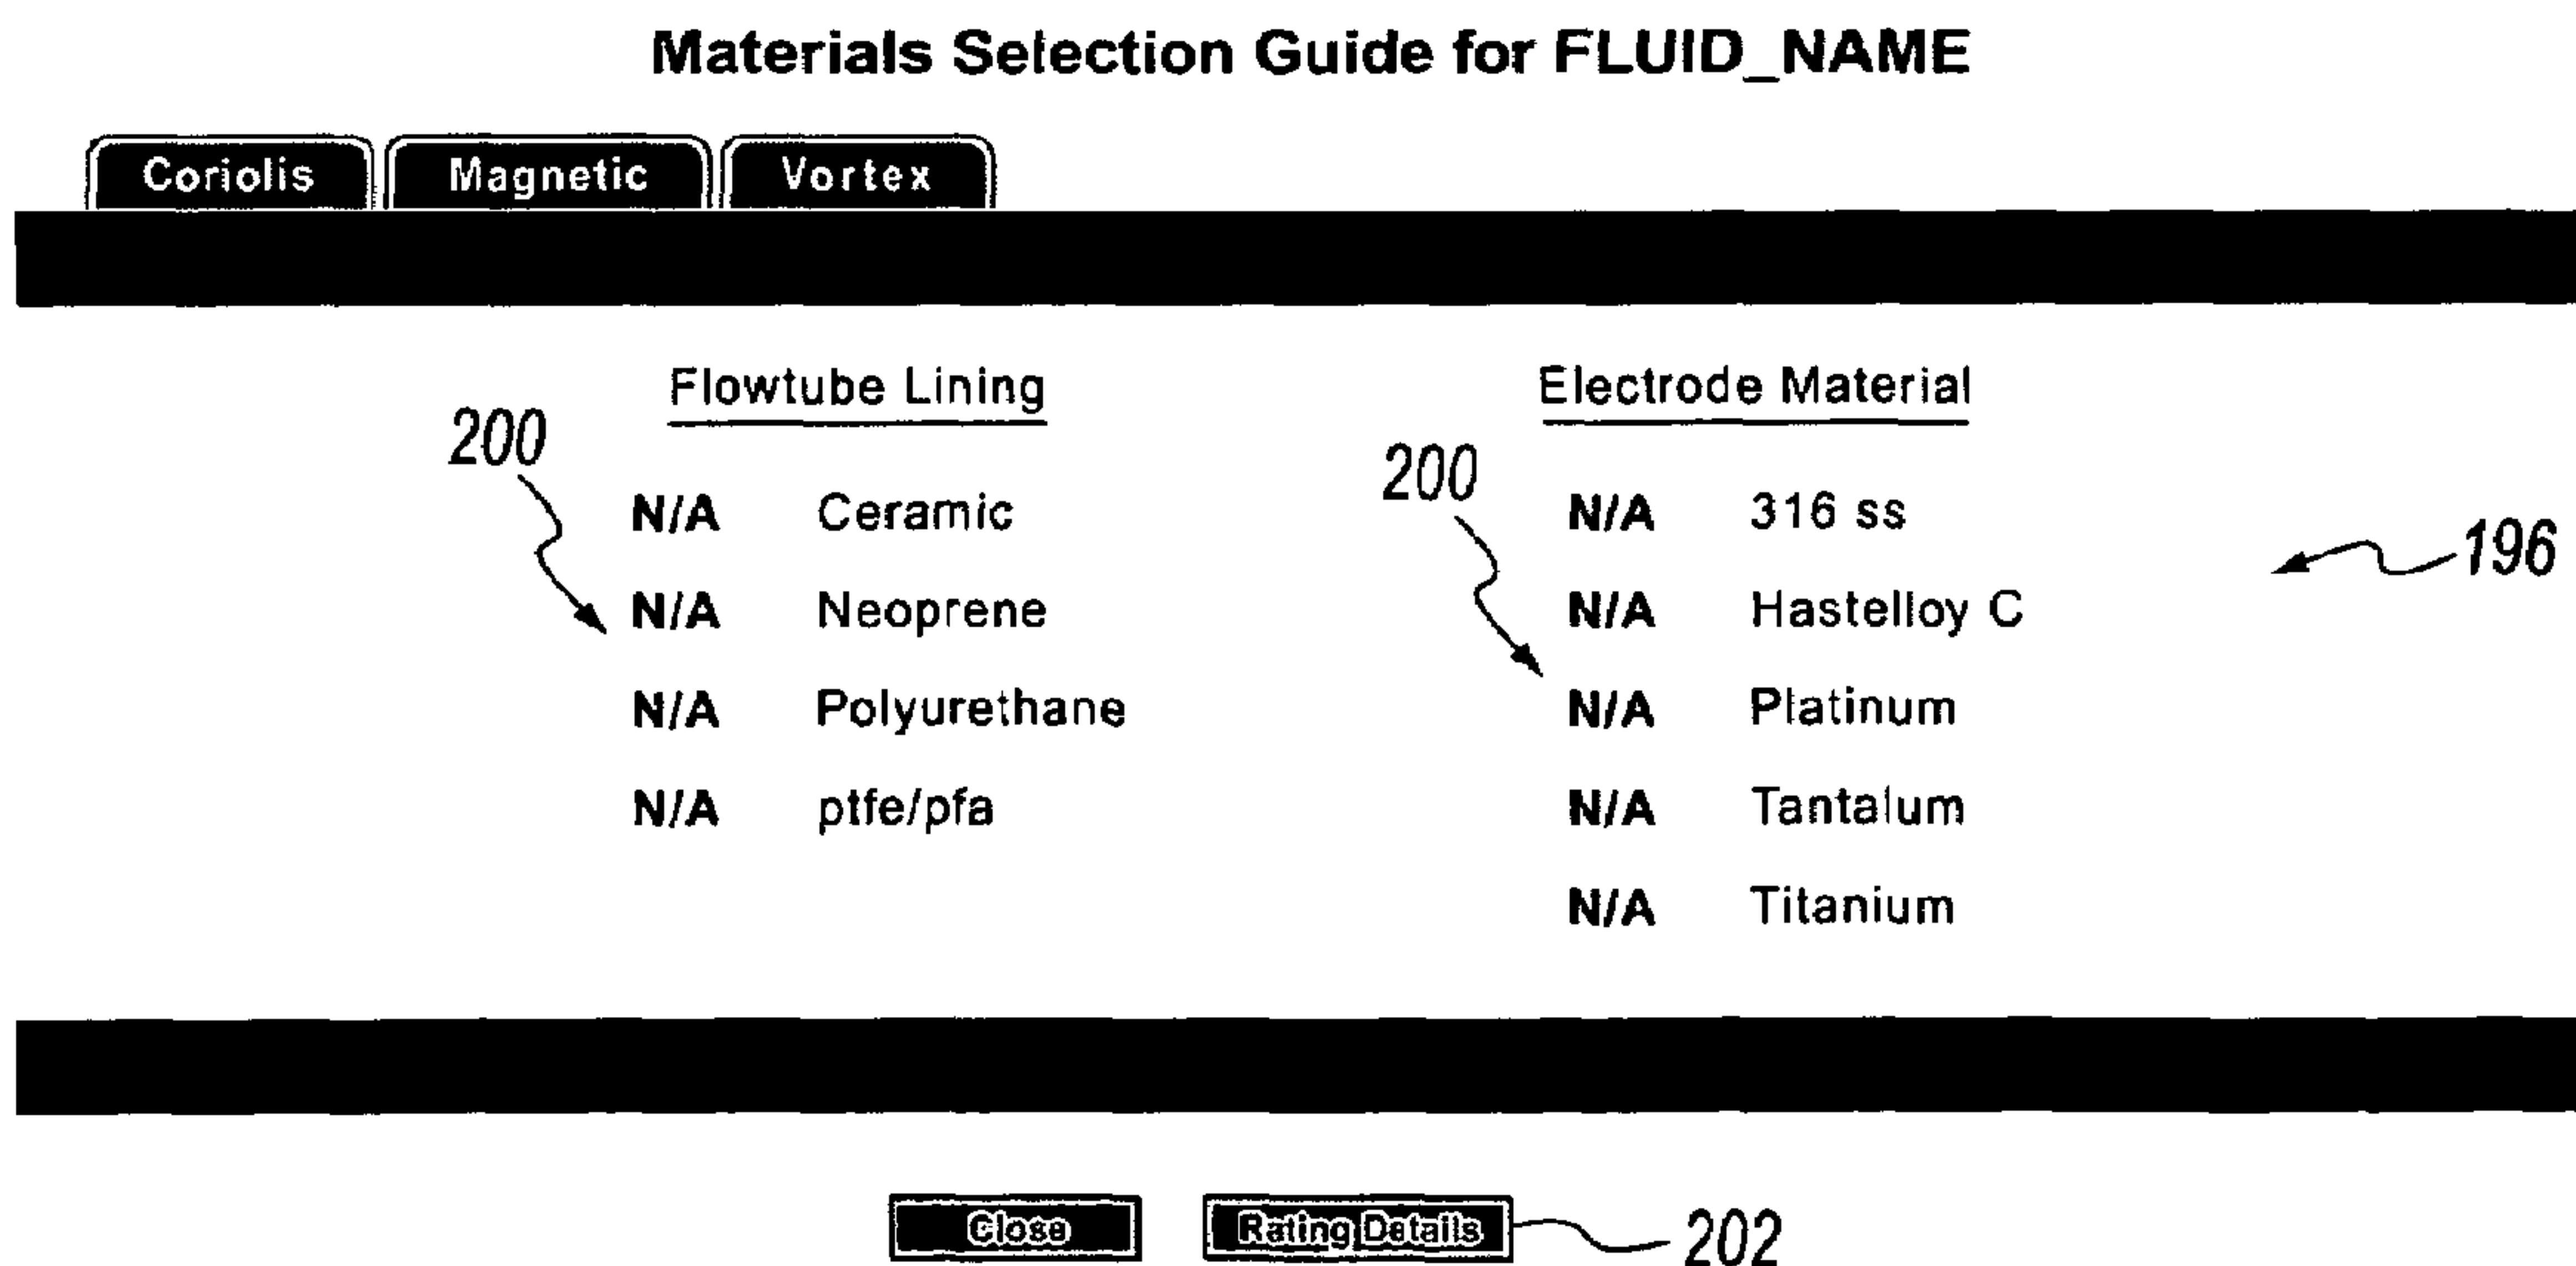 Materials Selection Guide for FLUID_NAME
Coriolis Magnetic Vortex
Flowtube Lining Electrode Material
200 200
N/A Ceramic N/A 316 ss
196
N/A Neoprene N/A Hastelloy C
N/A Polyurethane N/A Platinum
N/A ptfe/pfa N/A Tantalum
N/A Titanium
Close Rating Details 202